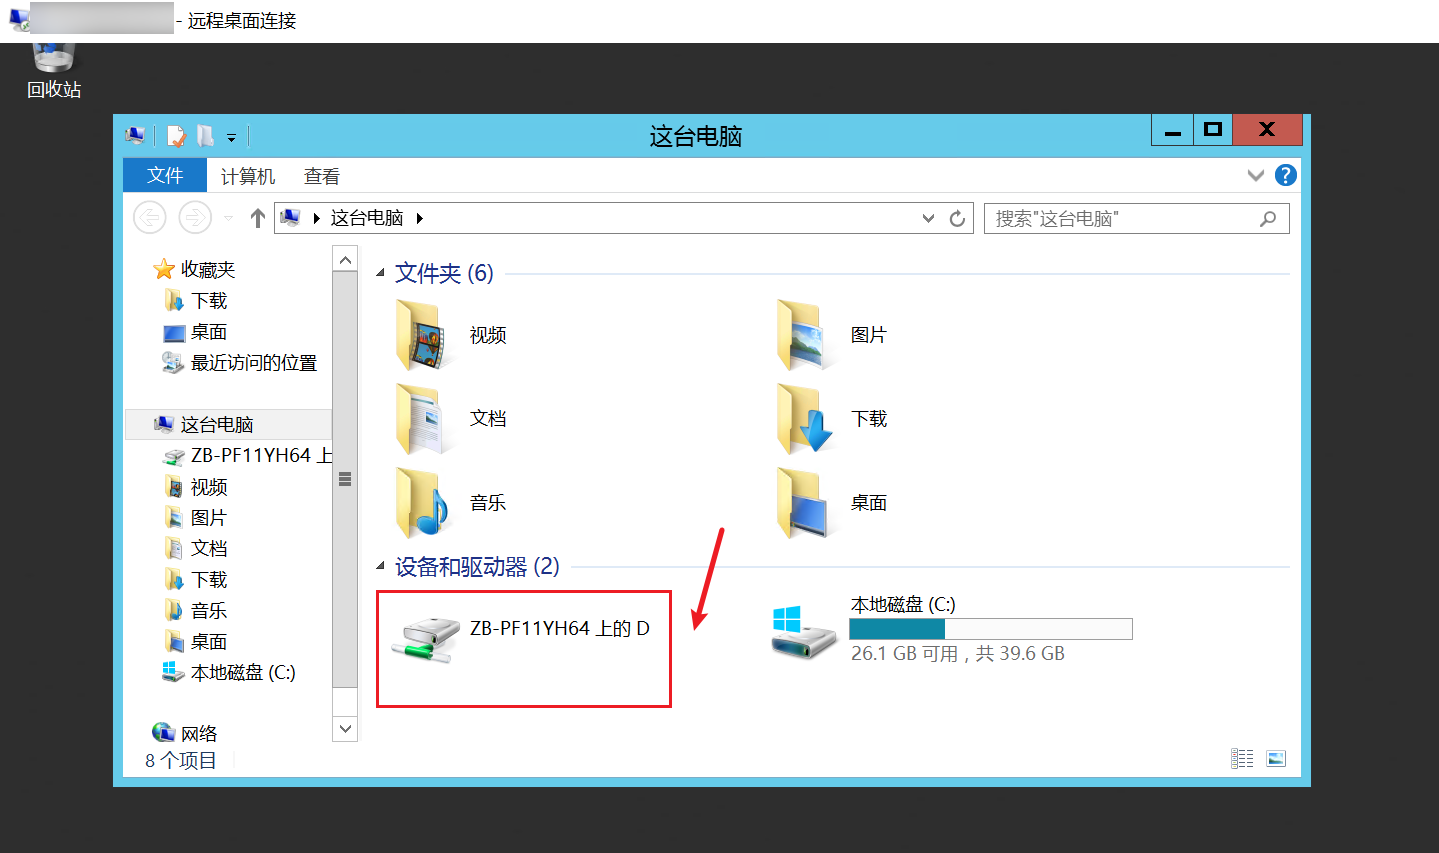 - 远程桌面连接
回收站
这台电脑
文件 计算机 查看
这台电脑
搜索"这台电脑"
收藏夹
下载
桌面
最近访问的位置
这台电脑
ZB-PF11YH64 上
视频
图片
文档
下载
音乐
桌面
本地磁盘 (C:)
网络
文件夹 (6)
视频
图片
文档
下载
音乐
桌面
设备和驱动器 (2)
ZB-PF11YH64 上的 D
本地磁盘 (C:)
26.1 GB 可用，共 39.6 GB
8 个项目